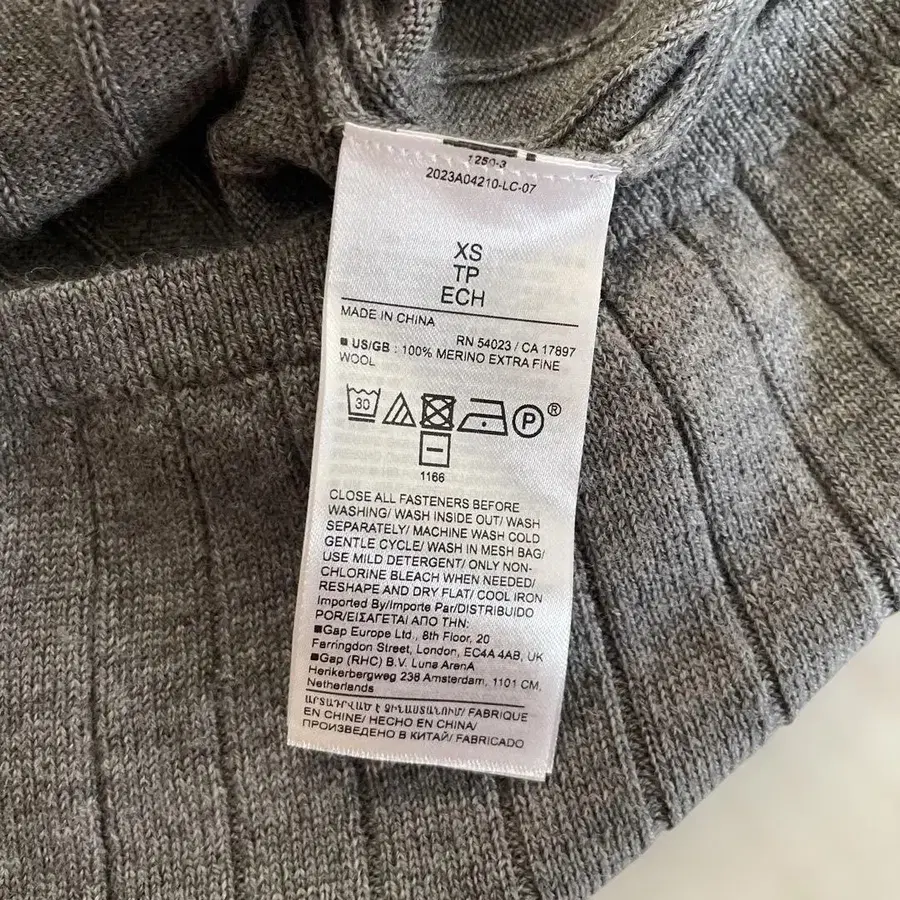 1250-3
2023A04210-LC-07
XS
TP
ECH
MADE IN CHINA
RN 54023 / CA 17897
■ US/GB : 100% MERINO EXTRA FINE
WOOL
30
P ®
1166
CLOSE ALL FASTENERS BEFORE
WASHING/ WASH INSIDE OUT/ WASH
SEPARATELY/ MACHINE WASH COLD
GENTLE CYCLE/ WASH IN MESH BAG/
USE MILD DETERGENT/ ONLY NON-
CHLORINE BLEACH WHEN NEEDED/
RESHAPE AND DRY FLAT/ COOL IRON
Imported By/Importe Par/DISTRIBUIDO
POR/ΕΙΣΑΓΕΤΑΙ ΑΠΟ ΤΗΝ:
■Gap Europe Ltd., 8th Floor, 20
Farringdon Street, London, EC4A 4AB, UK
■Gap (RHC) B.V. Luna ArenA
Herikerbergweg 238 Amsterdam, 1101 CM,
Netherlands
ԱՐՏԱԴՐՎԱԾ Է ՉԻՆԱՍՏԱՆՈՒՄ/ FABRIQUE
EN CHINE/ HECHO EN CHINA/
ПРОИЗВЕДЕНО В КИТАЙ/ FABRICADO